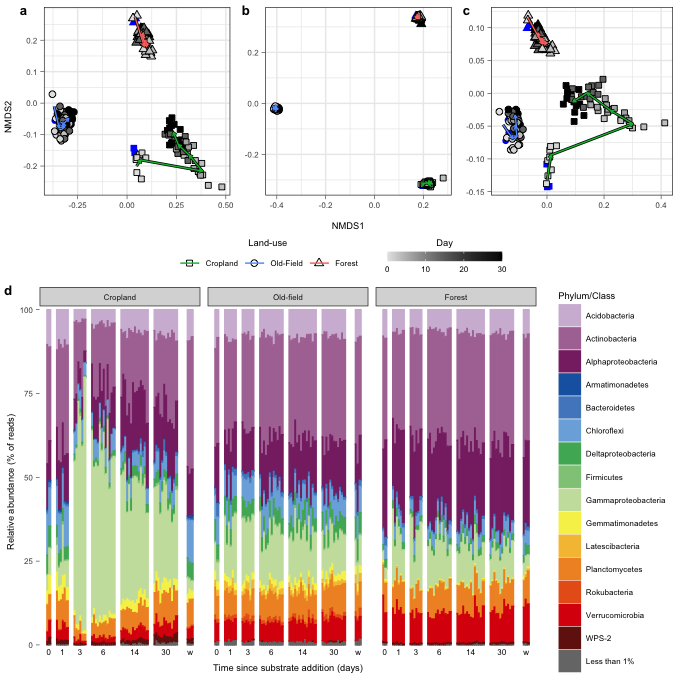 a
b
c
0.2
0.1
0.0
-0.1
-0.2
0.2
0.0
-0.2
0.10
0.05
0.00
-0.05
-0.10
-0.15
NMDS2
-0.25
0.00
0.25
0.50
-0.4
-0.2
0.0
0.2
0.0
0.2
0.4
NMDS1
Land-use
Day
Cropland
Old-Field
Forest
0
10
20
30
d
Cropland
Old-field
Forest
Phylum/Class
100
75
50
25
0
Relative abundance (% of reads)
Acidobacteria
Actinobacteria
Alphaproteobacteria
Armatimonadetes
Bacteroidetes
Chloroflexi
Deltaproteobacteria
Firmicutes
Gammaproteobacteria
Gemmatimonadetes
Latescibacteria
Planctomycetes
Rokubacteria
Verrucomicrobia
WPS-2
Less than 1%
0 1 3 6 14 30 w
0 1 3 6 14 30 w
0 1 3 6 14 30 w
Time since substrate addition (days)